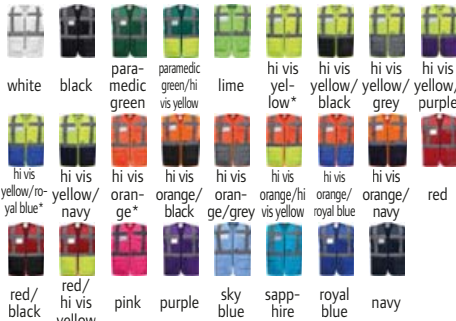 white
black
para-
medic
green
paramedic
green/hi
vis yellow
lime
hi vis
yel-
low*
hi vis
yellow/
black
hi vis
yellow/
grey
hi vis
yellow/
purple
hi vis
yellow/ro-
yal blue*
hi vis
yellow/
navy
hi vis
oran-
ge*
hi vis
orange/
black
hi vis
oran-
ge/grey
hi vis
orange/hi
vis yellow
hi vis
orange/
royal blue
hi vis
orange/
navy
red
red/
black
red/
hi vis
yellow
pink
purple
sky
blue
sapp-
hire
royal
blue
navy